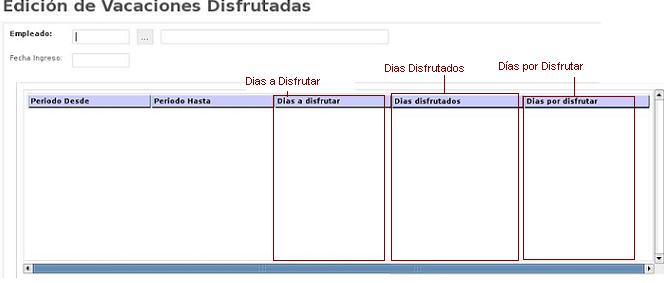 Edición de Vacaciones Disfrutadas
Empleado:
...
Fecha Ingreso:
Dias a Disfrutar
Dias Disfrutados
Días por Disfrutar
Periodo Desde
Periodo Hasta
Dias a disfrutar
Dias disfrutados
Dias por disfrutar